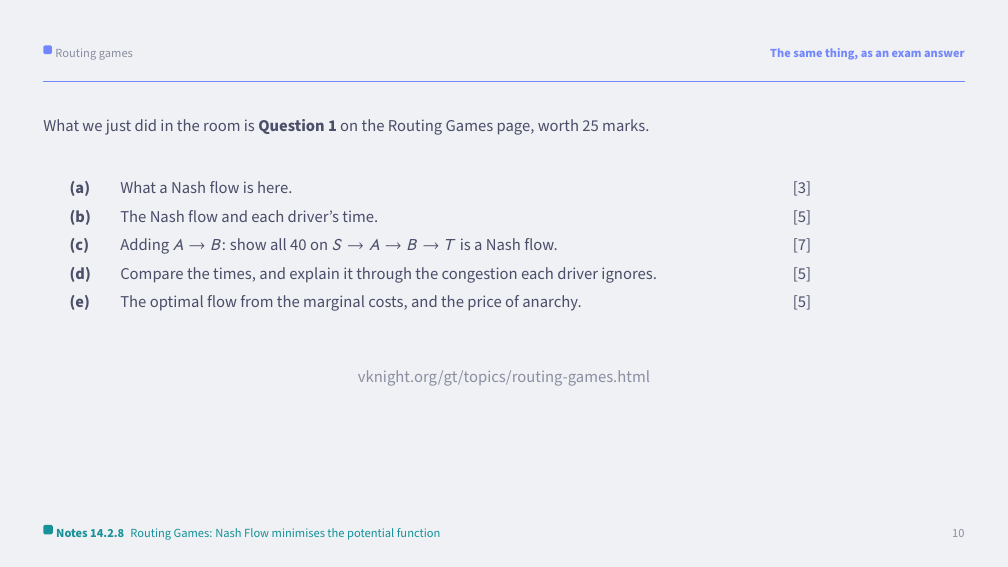 Routing games
The same thing, as an exam answer
What we just did in the room is Question 1 on the Routing Games page, worth 25 marks.
(a) What a Nash flow is here. [3]
(b) The Nash flow and each driver’s time. [5]
(c) Adding A → B: show all 40 on S → A → B → T is a Nash flow. [7]
(d) Compare the times, and explain it through the congestion each driver ignores. [5]
(e) The optimal flow from the marginal costs, and the price of anarchy. [5]
vknight.org/gt/topics/routing-games.html
Notes 14.2.8 Routing Games: Nash Flow minimises the potential function
10